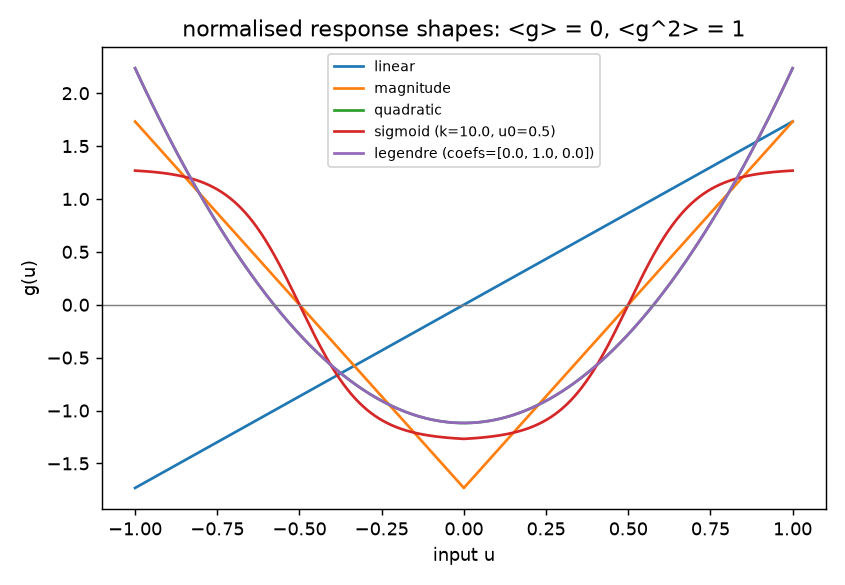 normalised response shapes: <g> = 0, <g^2> = 1
linear
magnitude
quadratic
sigmoid (k=10.0, u0=0.5)
legendre (coefs=[0.0, 1.0, 0.0])
g(u)
2.0
1.5
1.0
0.5
0.0
−0.5
−1.0
−1.5
−1.00
−0.75
−0.50
−0.25
0.00
0.25
0.50
0.75
1.00
input u